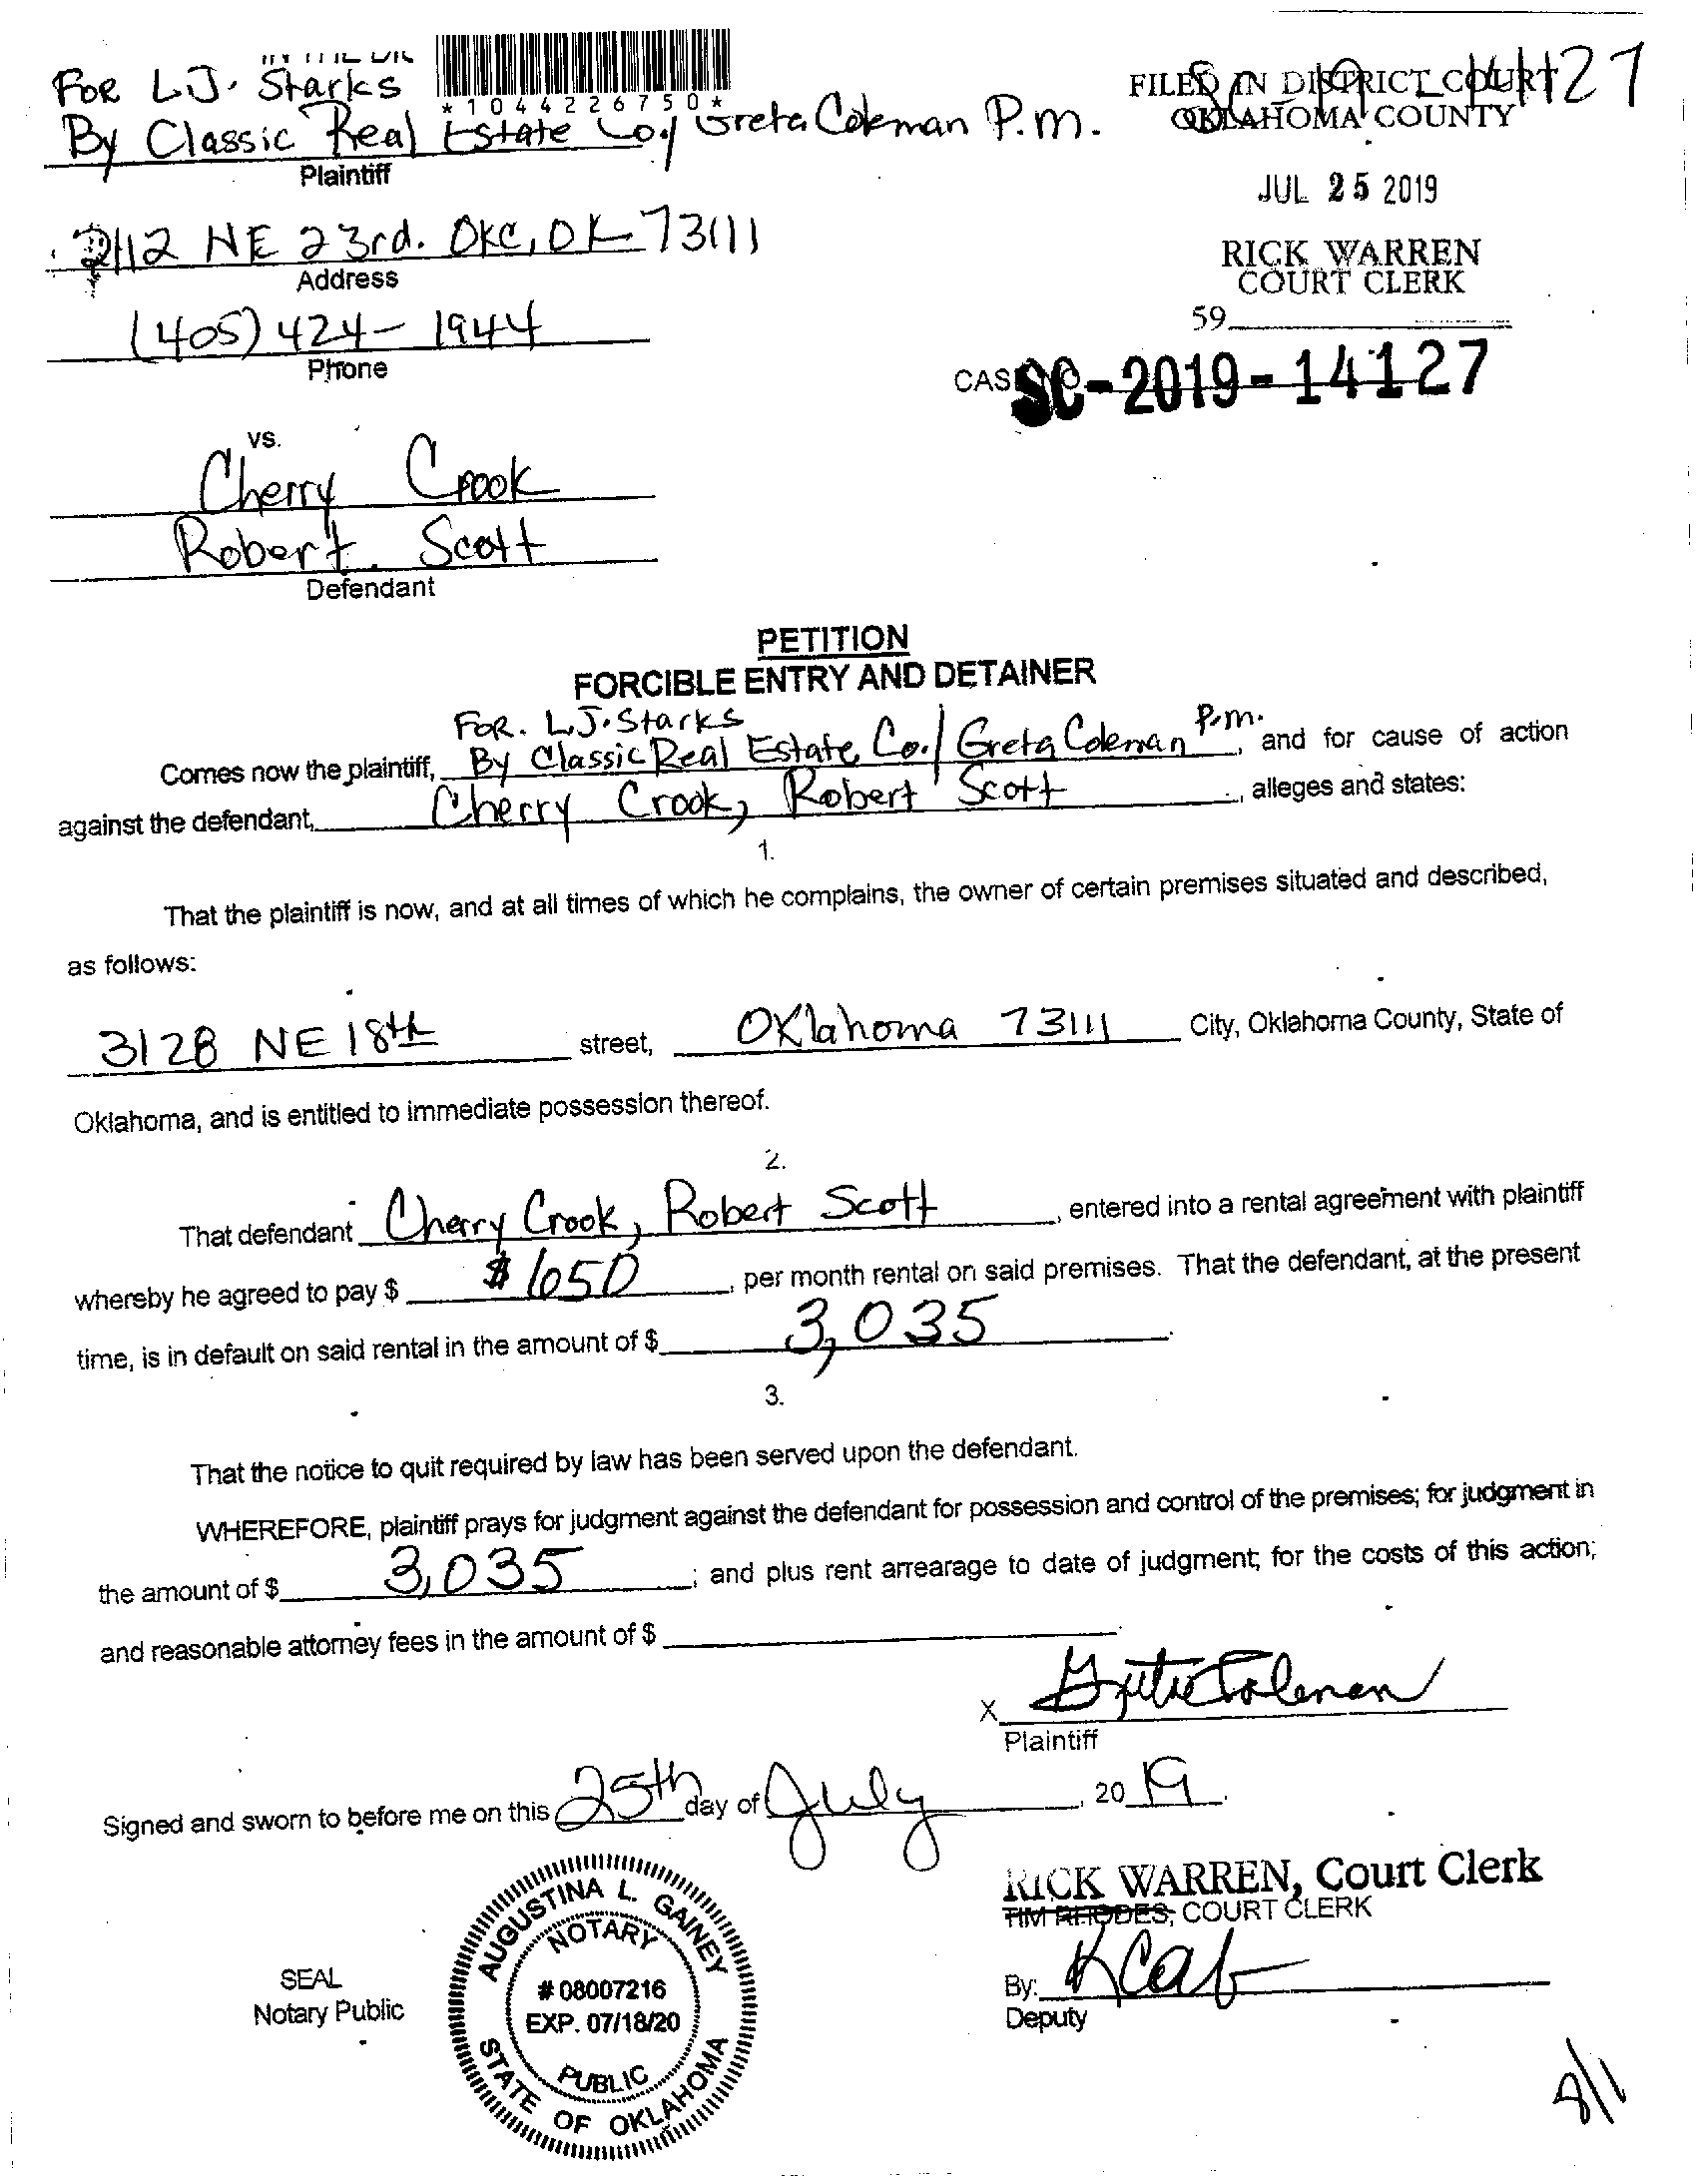 IN THE DIS
For L.J. Starks
*1044226750*
By Classic Real Estate Co./ Greta Coleman P.M.
Plaintiff
2112 NE 23rd. OKC, OK 73111
Address
(405) 424-1944
Phone
SC-19-14127
FILED IN DISTRICT COURT
OKLAHOMA COUNTY
JUL 25 2019
RICK WARREN
COURT CLERK
59
CAS SC-2019-14127
vs.
Cherry Crook
Robert Scott
Defendant
PETITION
FORCIBLE ENTRY AND DETAINER
For. L.J. Starks
Comes now the plaintiff, By Classic Real Estate Co./ Greta Coleman P.m., and for cause of action
against the defendant, Cherry Crook, Robert Scott, alleges and states:
1.
That the plaintiff is now, and at all times of which he complains, the owner of certain premises situated and described,
as follows:
3128 NE 18th street, Oklahoma 73111 City, Oklahoma County, State of
Oklahoma, and is entitled to immediate possession thereof.
2.
That defendant Cherry Crook, Robert Scott, entered into a rental agreement with plaintiff
whereby he agreed to pay $ $650, per month rental on said premises. That the defendant, at the present
time, is in default on said rental in the amount of $ 3,035.
3.
That the notice to quit required by law has been served upon the defendant.
WHEREFORE, plaintiff prays for judgment against the defendant for possession and control of the premises; for judgment in
the amount of $ 3,035; and plus rent arrearage to date of judgment; for the costs of this action;
and reasonable attorney fees in the amount of $
X Greta Coleman
Plaintiff
Signed and sworn to before me on this 25th day of July, 2019.
RICK WARREN, Court Clerk
TIM RHODES, COURT CLERK
AUGUSTINA L. GAINEY
NOTARY
# 08007216
EXP. 07/18/20
PUBLIC
STATE OF OKLAHOMA
SEAL
Notary Public
By:
Deputy
8/1